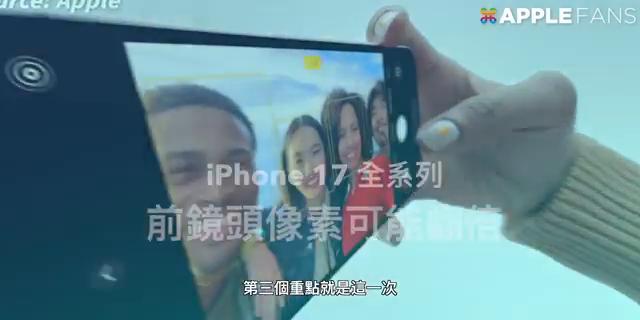 Source: Apple
APPLEFANS
iPhone 17 全系列
前鏡頭像素可能翻倍
第三個重點就是這一次